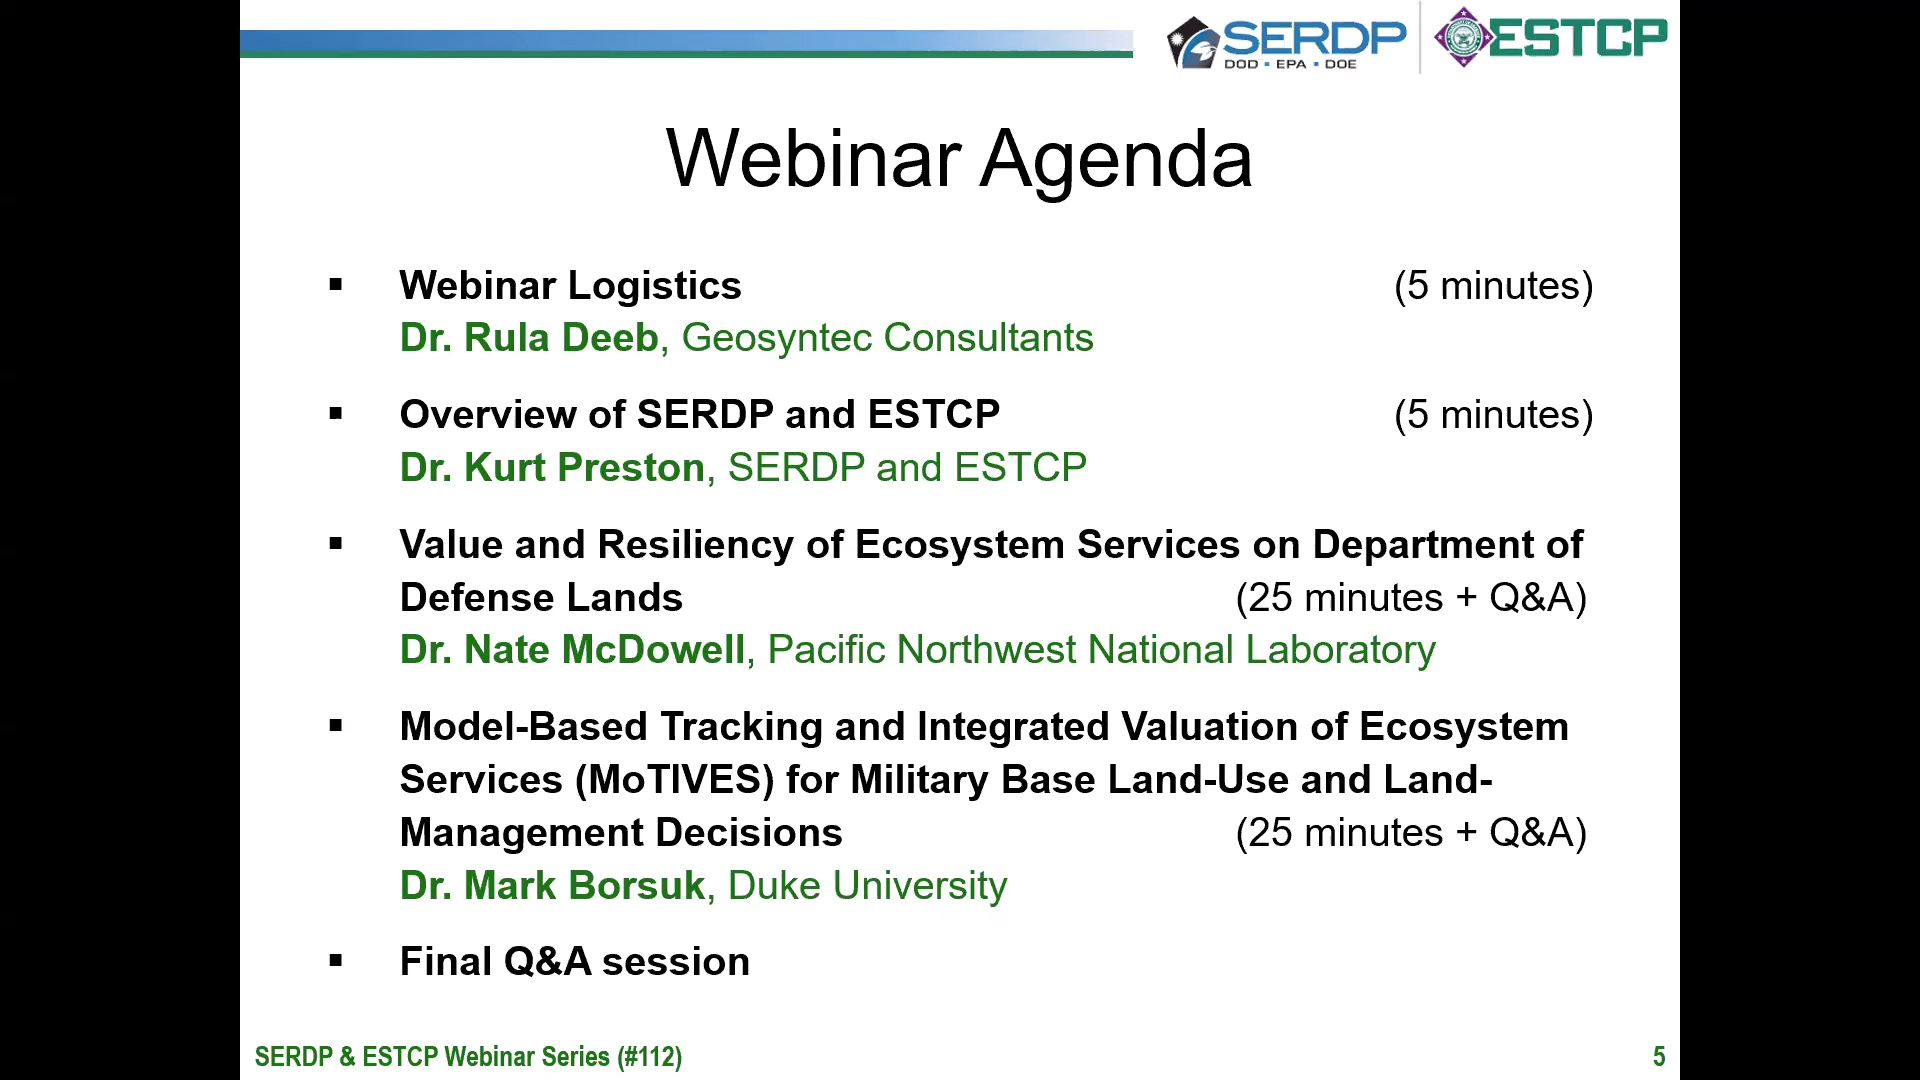 SERDP
DOD ▪ EPA ▪ DOE
ESTCP
Webinar Agenda
▪ Webinar Logistics (5 minutes)
Dr. Rula Deeb, Geosyntec Consultants
▪ Overview of SERDP and ESTCP (5 minutes)
Dr. Kurt Preston, SERDP and ESTCP
▪ Value and Resiliency of Ecosystem Services on Department of
Defense Lands (25 minutes + Q&A)
Dr. Nate McDowell, Pacific Northwest National Laboratory
▪ Model-Based Tracking and Integrated Valuation of Ecosystem
Services (MoTIVES) for Military Base Land-Use and Land-
Management Decisions (25 minutes + Q&A)
Dr. Mark Borsuk, Duke University
▪ Final Q&A session
SERDP & ESTCP Webinar Series (#112) 5